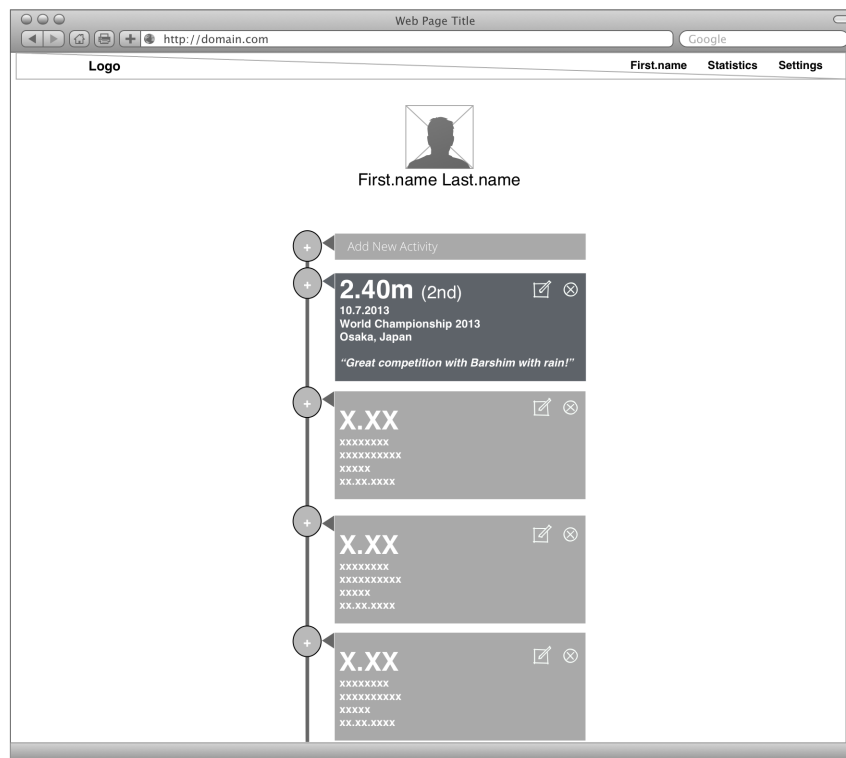 Web Page Title
http://domain.com
Google
Logo
First.name Statistics Settings
First.name Last.name
+ Add New Activity
+
2.40m (2nd)
10.7.2013
World Championship 2013
Osaka, Japan
“Great competition with Barshim with rain!”
+
X.XX
xxxxxxxx
xxxxxxxxxx
xxxxx
xx.xx.xxxx
+
X.XX
xxxxxxxx
xxxxxxxxxx
xxxxx
xx.xx.xxxx
+
X.XX
xxxxxxxx
xxxxxxxxxx
xxxxx
xx.xx.xxxx